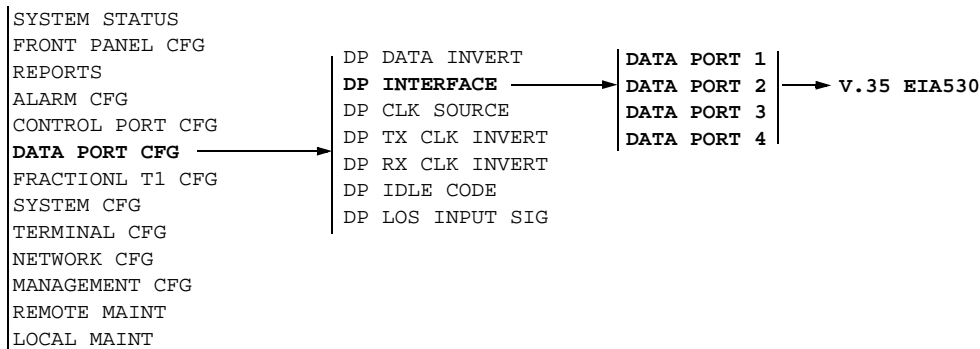 SYSTEM STATUS
FRONT PANEL CFG
REPORTS
ALARM CFG
CONTROL PORT CFG
DATA PORT CFG
FRACTIONL T1 CFG
SYSTEM CFG
TERMINAL CFG
NETWORK CFG
MANAGEMENT CFG
REMOTE MAINT
LOCAL MAINT
DP DATA INVERT
DP INTERFACE
DP CLK SOURCE
DP TX CLK INVERT
DP RX CLK INVERT
DP IDLE CODE
DP LOS INPUT SIG
DATA PORT 1
DATA PORT 2
DATA PORT 3
DATA PORT 4
V.35 EIA530